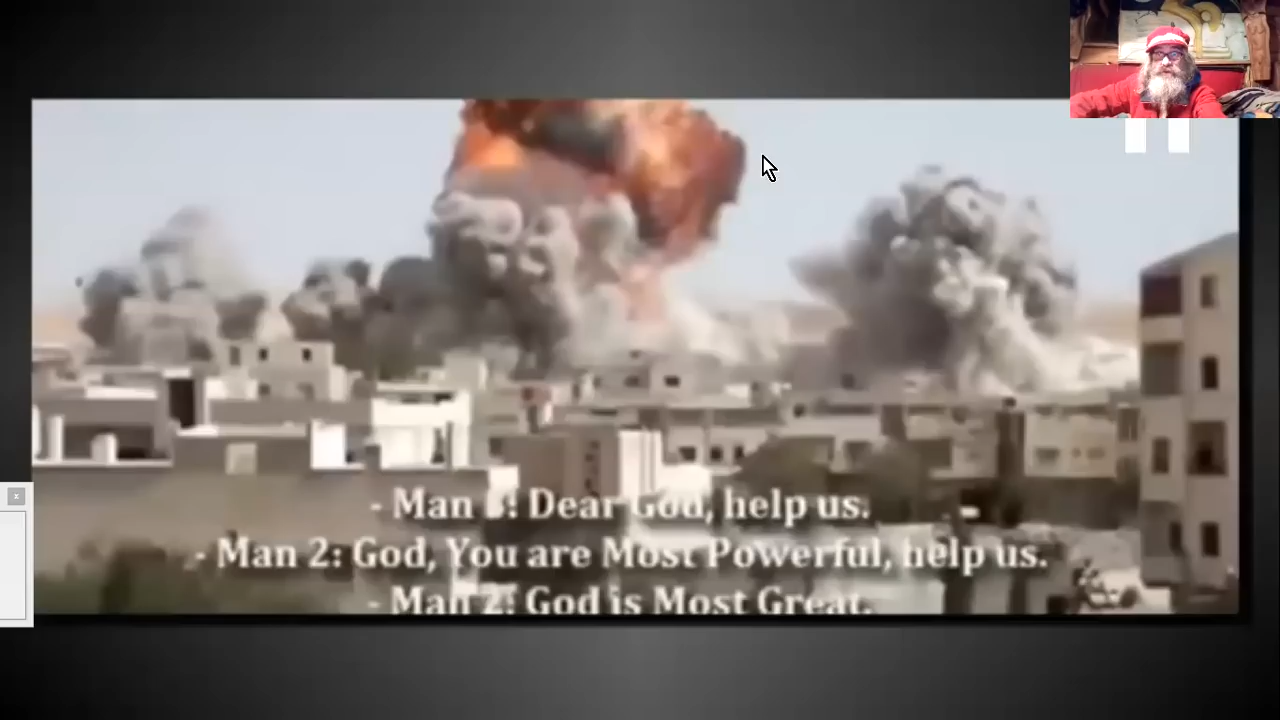 - Man 3: Dear God, help us.
- Man 2: God, You are Most Powerful, help us.
- Man 2: God is Most Great.